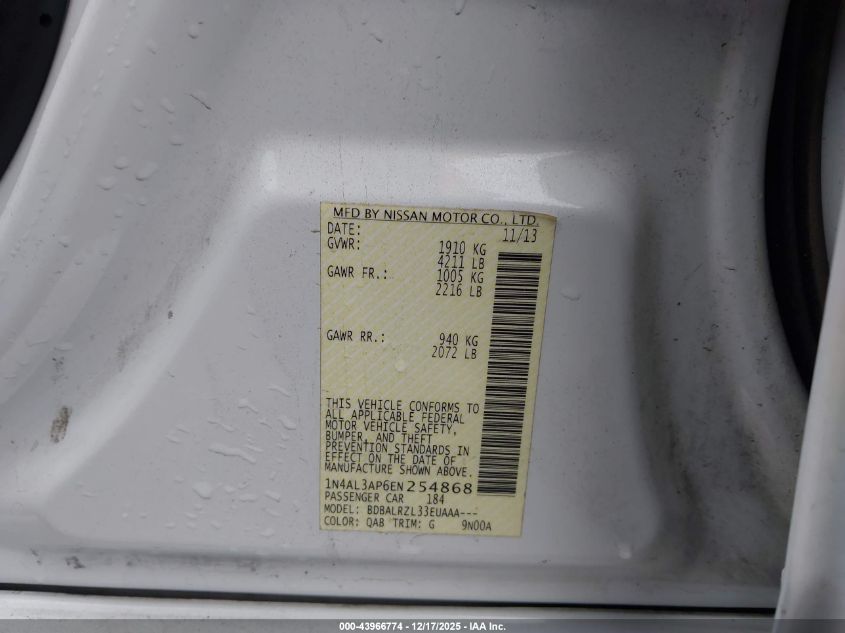 MFD BY NISSAN MOTOR CO., LTD.
DATE: 11/13
GVWR: 1910 KG
4211 LB
GAWR FR.: 1005 KG
2216 LB
GAWR RR.: 940 KG
2072 LB
THIS VEHICLE CONFORMS TO
ALL APPLICABLE FEDERAL
MOTOR VEHICLE SAFETY,
BUMPER, AND THEFT
PREVENTION STANDARDS IN
EFFECT ON THE DATE OF
MANUFACTURE SHOWN ABOVE.
1N4AL3AP6EN254868
PASSENGER CAR 184
MODEL: BDBALRZL33EUAAA---
COLOR: QAB TRIM: G 9N00A
000-43966774 - 12/17/2025 - IAA Inc.